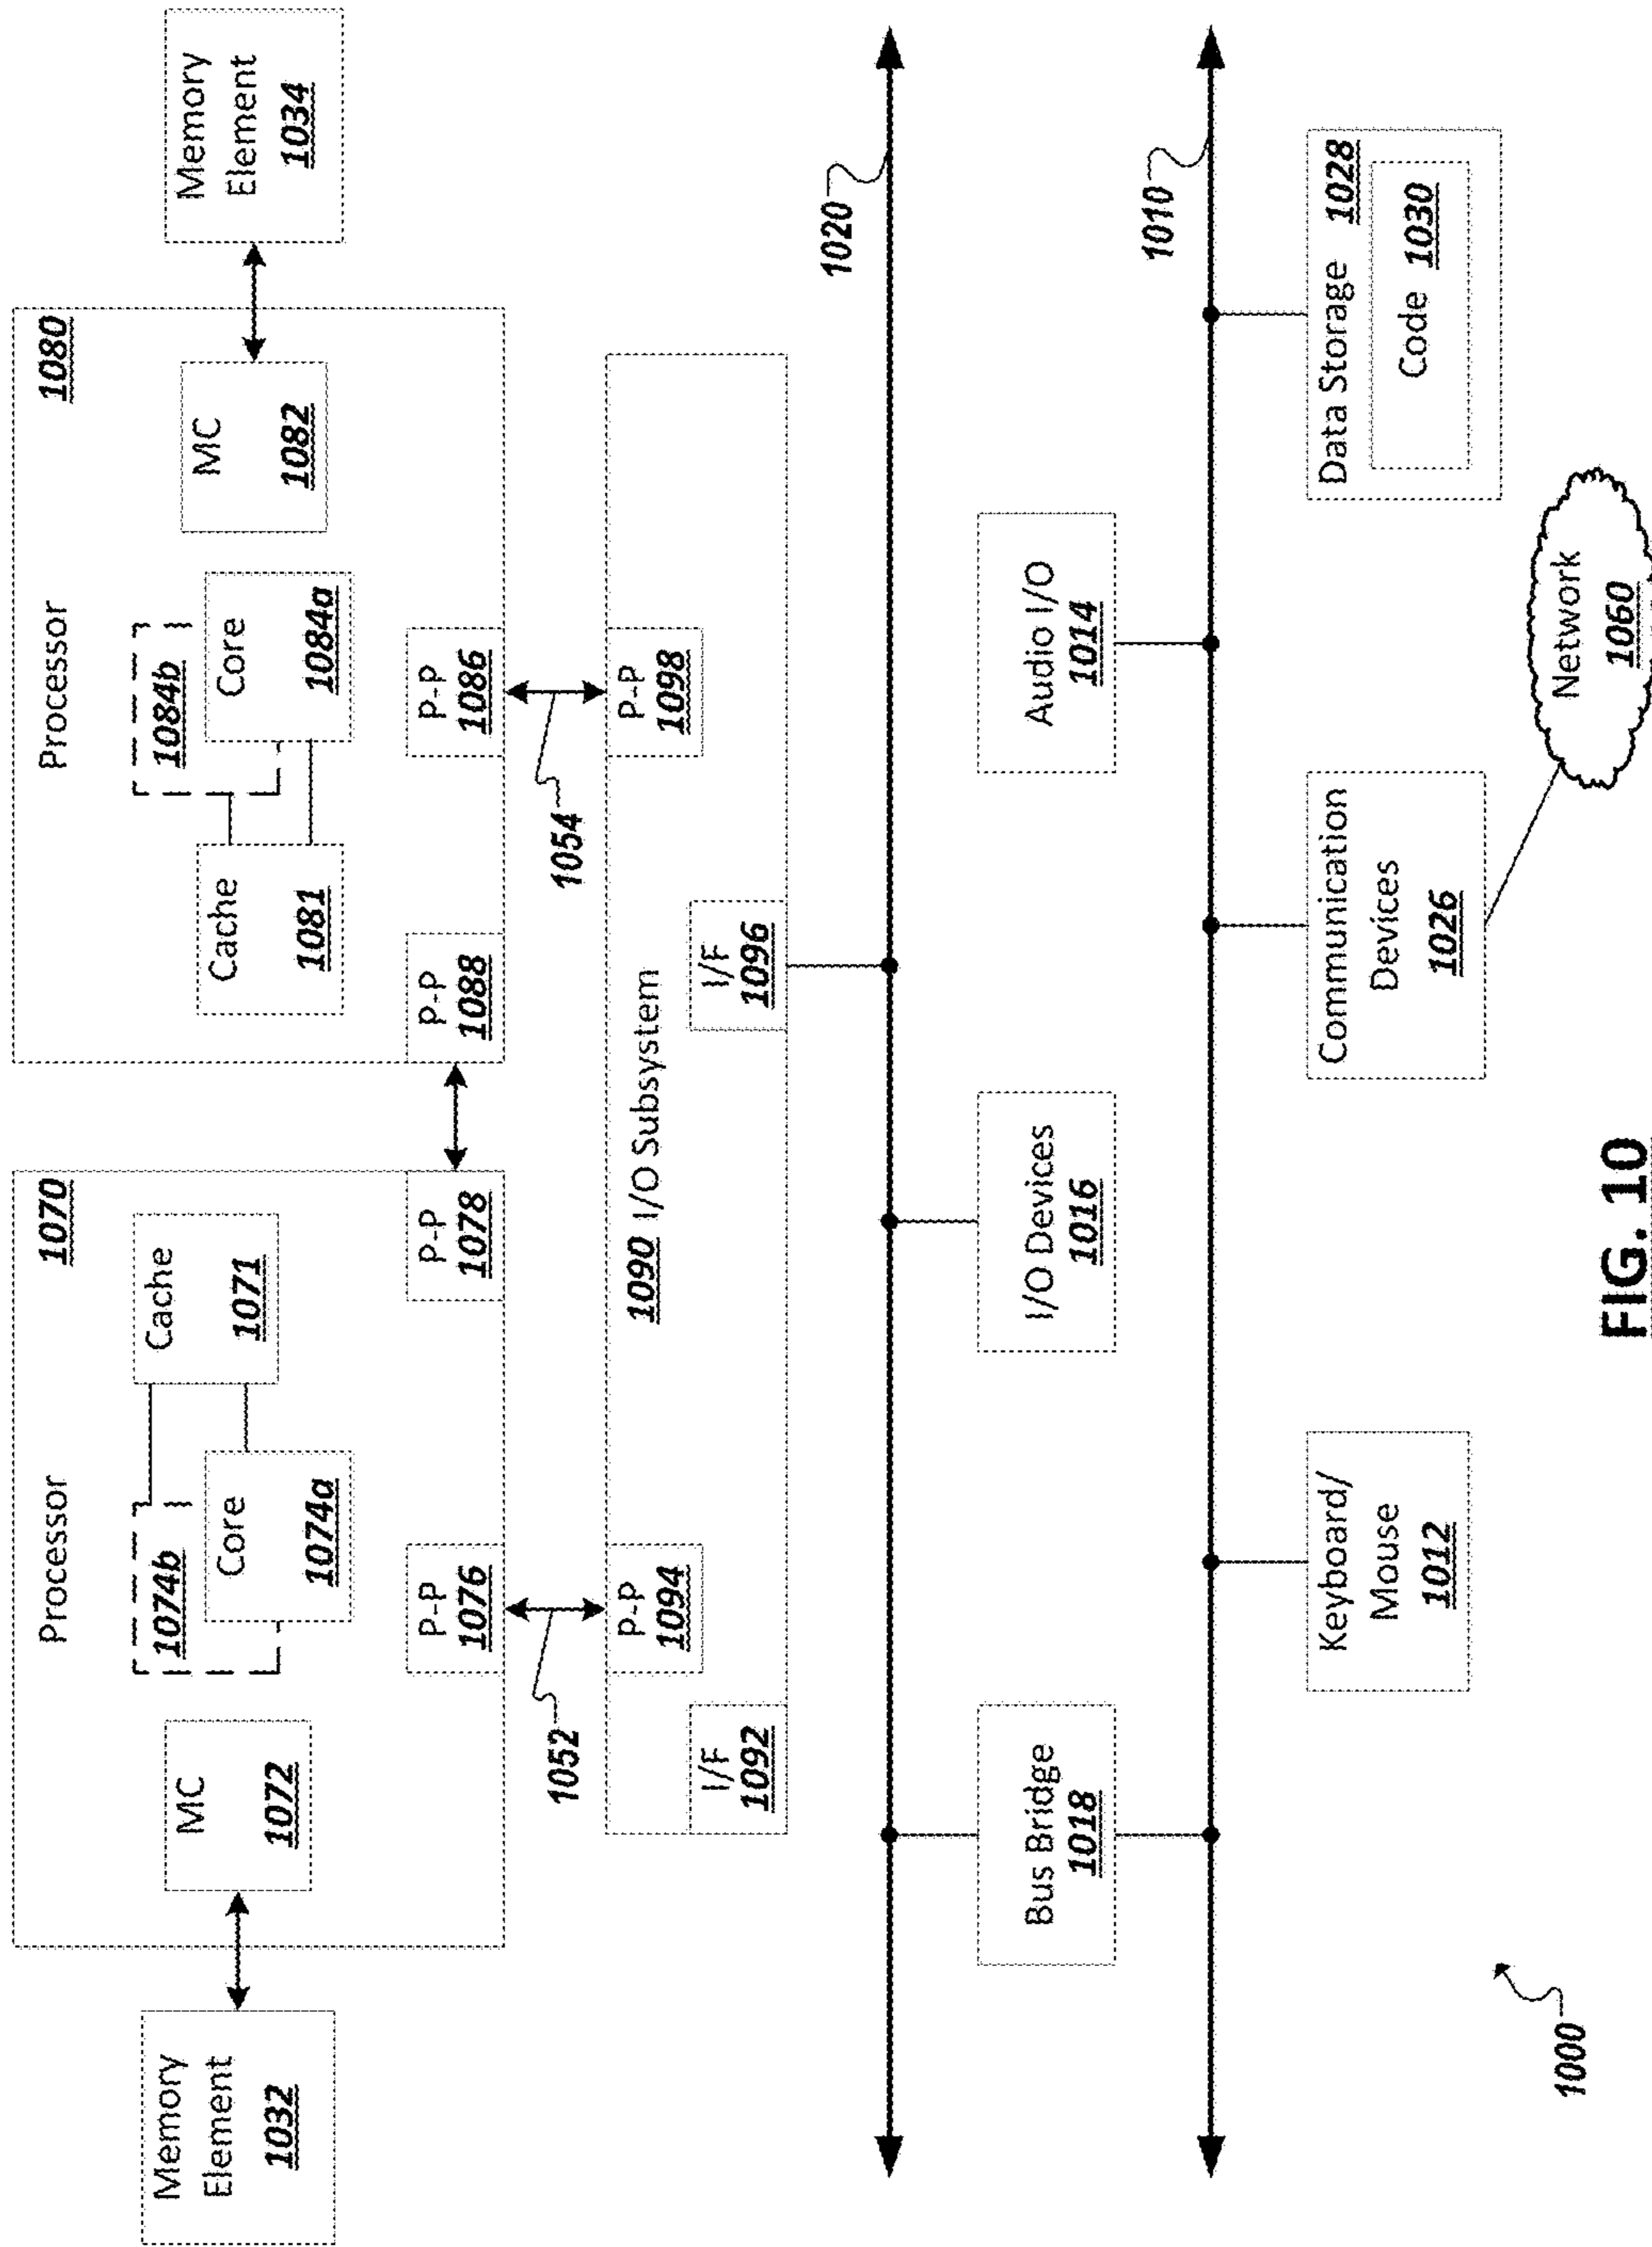 Processor
1070
Processor
1080
Memory
Element
1032
MC
1072
1074b
Core
1074a
Cache
1071
Cache
1081
1084b
Core
1084a
MC
1082
Memory
Element
1034
P-P
1076
P-P
1078
P-P
1088
P-P
1086
1052
1054
P-P
1094
1090 I/O Subsystem
P-P
1098
I/F
1092
I/F
1096
1020
Bus Bridge
1018
I/O Devices
1016
Audio I/O
1014
1010
Keyboard/
Mouse
1012
Communication
Devices
1026
Data Storage 1028
Code 1030
Network
1060
1000
FIG. 10